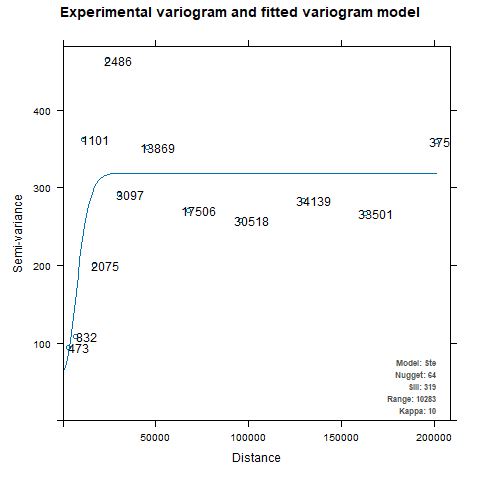 Experimental variogram and fitted variogram model
2486
400
1101
13869
375
300
3097
17506
34139
30518
33501
200
2075
832
473
100
Semi-variance
Model: Ste
Nugget: 64
Sill: 319
Range: 10283
Kappa: 10
50000 100000 150000 200000
Distance